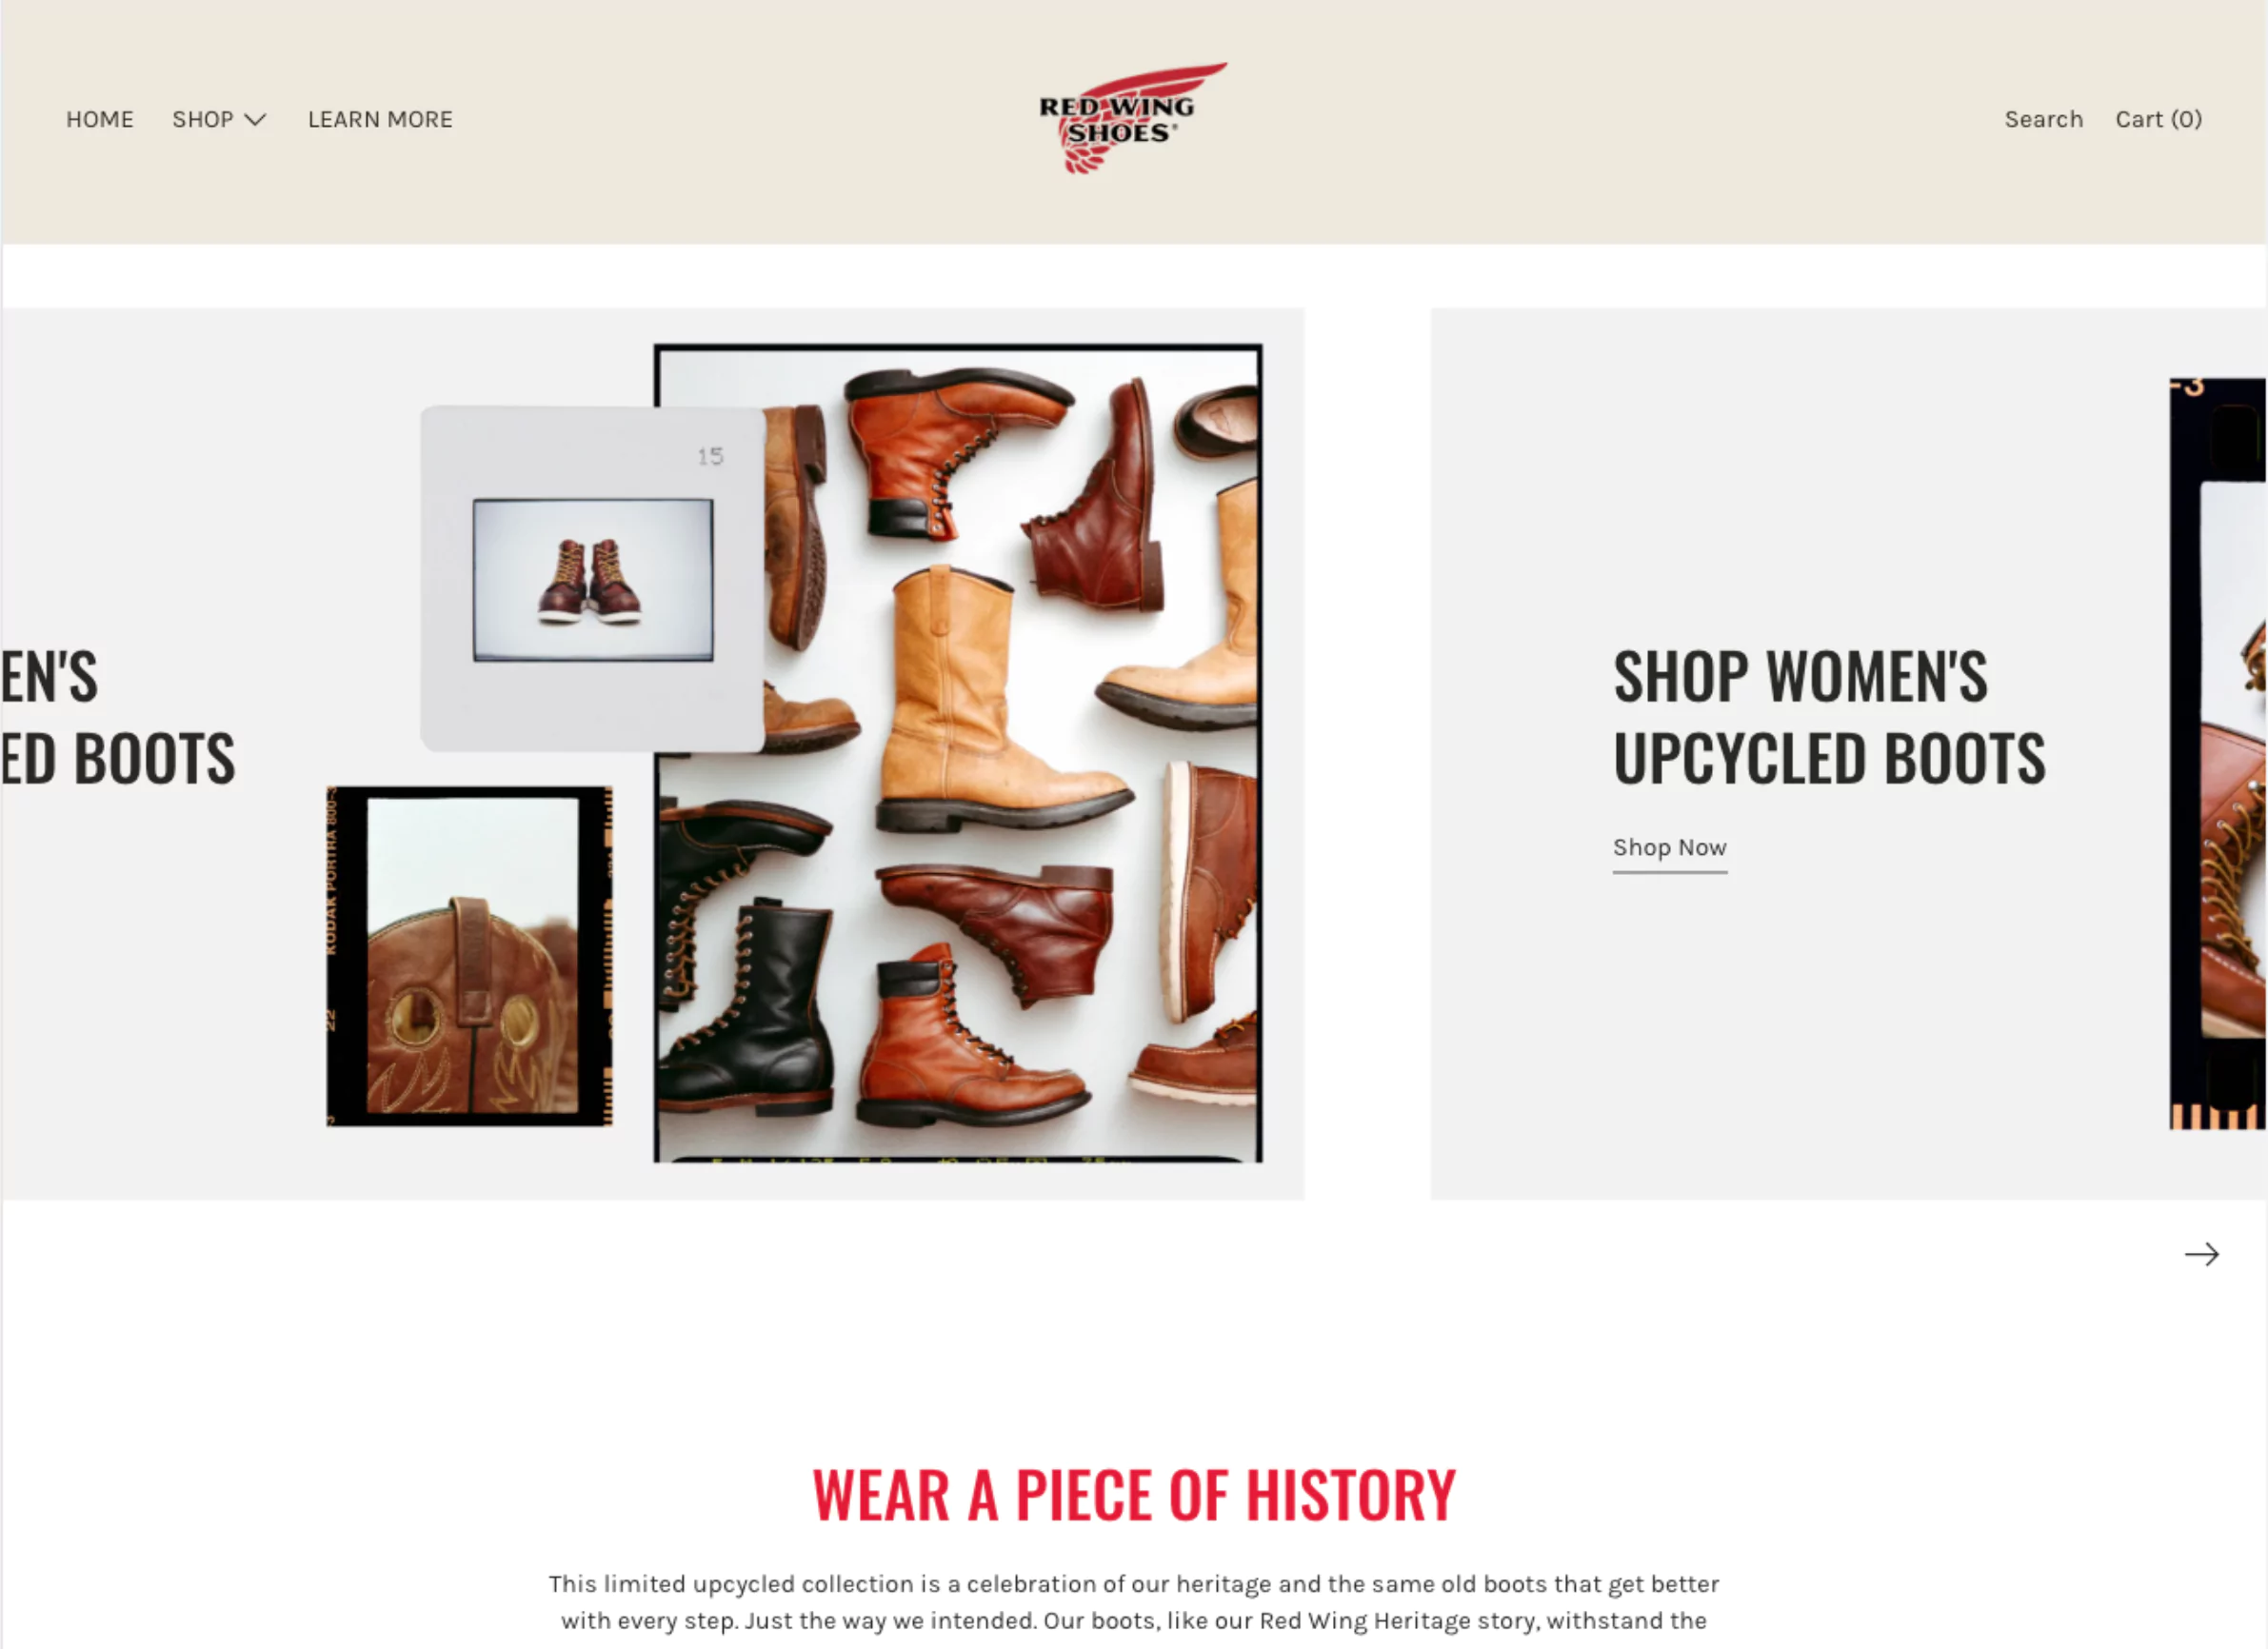 HOME
SHOP
LEARN MORE
RED WING
SHOES®
Search
Cart (0)
EN'S
ED BOOTS
15
KODAK PORTRA 800-
22
SHOP WOMEN'S
UPCYCLED BOOTS
Shop Now
-3
WEAR A PIECE OF HISTORY
This limited upcycled collection is a celebration of our heritage and the same old boots that get better
with every step. Just the way we intended. Our boots, like our Red Wing Heritage story, withstand the